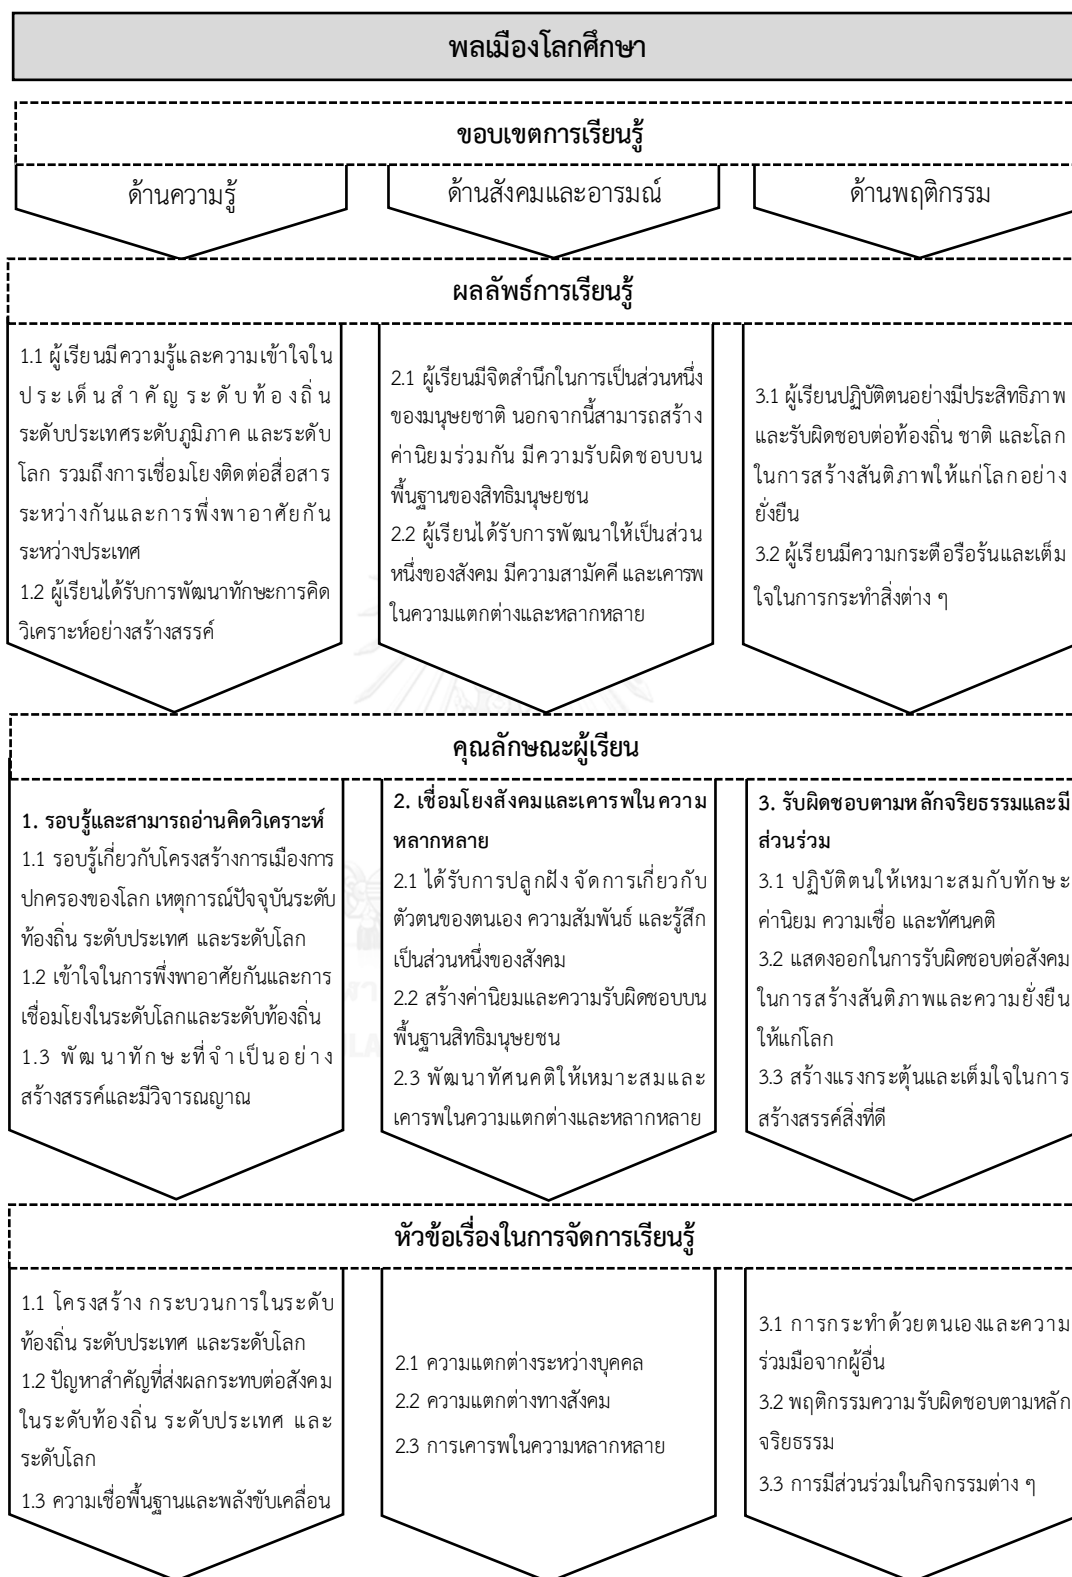 พลเมืองโลกศึกษา
ขอบเขตการเรียนรู้
ด้านความรู้
ด้านสังคมและอารมณ์
ด้านพฤติกรรม
ผลลัพธ์การเรียนรู้
1.1 ผู้เรียนมีความรู้และความเข้าใจใน
ประเด็นสำคัญระดับท้องถิ่น
ระดับประเทศระดับภูมิภาค และระดับ
โลก รวมถึงการเชื่อมโยงติดต่อสื่อสาร
ระหว่างกันและการพึ่งพาอาศัยกัน
ระหว่างประเทศ
1.2 ผู้เรียนได้รับการพัฒนาทักษะการคิด
วิเคราะห์อย่างสร้างสรรค์
2.1 ผู้เรียนมีจิตสำนึกในการเป็นส่วนหนึ่ง
ของมนุษยชาติ นอกจากนี้สามารถสร้าง
ค่านิยมร่วมกัน มีความรับผิดชอบบน
พื้นฐานของสิทธิมนุษยชน
2.2 ผู้เรียนได้รับการพัฒนาให้เป็นส่วน
หนึ่งของสังคม มีความสามัคคี และเคารพ
ในความแตกต่างและหลากหลาย
3.1 ผู้เรียนปฏิบัติตนอย่างมีประสิทธิภาพ
และรับผิดชอบต่อท้องถิ่น ชาติ และโลก
ในการสร้างสันติภาพให้แก่โลกอย่าง
ยั่งยืน
3.2 ผู้เรียนมีความกระตือรือร้นและเต็ม
ใจในการกระทำสิ่งต่าง ๆ
คุณลักษณะผู้เรียน
1. รอบรู้และสามารถอ่านคิดวิเคราะห์
1.1 รอบรู้เกี่ยวกับโครงสร้างการเมืองการ
ปกครองของโลก เหตุการณ์ปัจจุบันระดับ
ท้องถิ่น ระดับประเทศ และระดับโลก
1.2 เข้าใจในการพึ่งพาอาศัยกันและการ
เชื่อมโยงในระดับโลกและระดับท้องถิ่น
1.3 พัฒนาทักษะที่จำเป็นอย่าง
สร้างสรรค์และมีวิจารณญาณ
2. เชื่อมโยงสังคมและเคารพในความ
หลากหลาย
2.1 ได้รับการปลูกฝัง จัดการเกี่ยวกับ
ตัวตนของตนเอง ความสัมพันธ์ และรู้สึก
เป็นส่วนหนึ่งของสังคม
2.2 สร้างค่านิยมและความรับผิดชอบบน
พื้นฐานสิทธิมนุษยชน
2.3 พัฒนาทัศนคติให้เหมาะสมและ
เคารพในความแตกต่างและหลากหลาย
3. รับผิดชอบตามหลักจริยธรรมและมี
ส่วนร่วม
3.1 ปฏิบัติตนให้เหมาะสมกับทักษะ
ค่านิยม ความเชื่อ และทัศนคติ
3.2 แสดงออกในการรับผิดชอบต่อสังคม
ในการสร้างสันติภาพและความยั่งยืน
ให้แก่โลก
3.3 สร้างแรงกระตุ้นและเต็มใจในการ
สร้างสรรค์สิ่งที่ดี
หัวข้อเรื่องในการจัดการเรียนรู้
1.1 โครงสร้าง กระบวนการในระดับ
ท้องถิ่น ระดับประเทศ และระดับโลก
1.2 ปัญหาสำคัญที่ส่งผลกระทบต่อสังคม
ในระดับท้องถิ่น ระดับประเทศ และ
ระดับโลก
1.3 ความเชื่อพื้นฐานและพลังขับเคลื่อน
2.1 ความแตกต่างระหว่างบุคคล
2.2 ความแตกต่างทางสังคม
2.3 การเคารพในความหลากหลาย
3.1 การกระทำด้วยตนเองและความ
ร่วมมือจากผู้อื่น
3.2 พฤติกรรมความรับผิดชอบตามหลัก
จริยธรรม
3.3 การมีส่วนร่วมในกิจกรรมต่าง ๆ